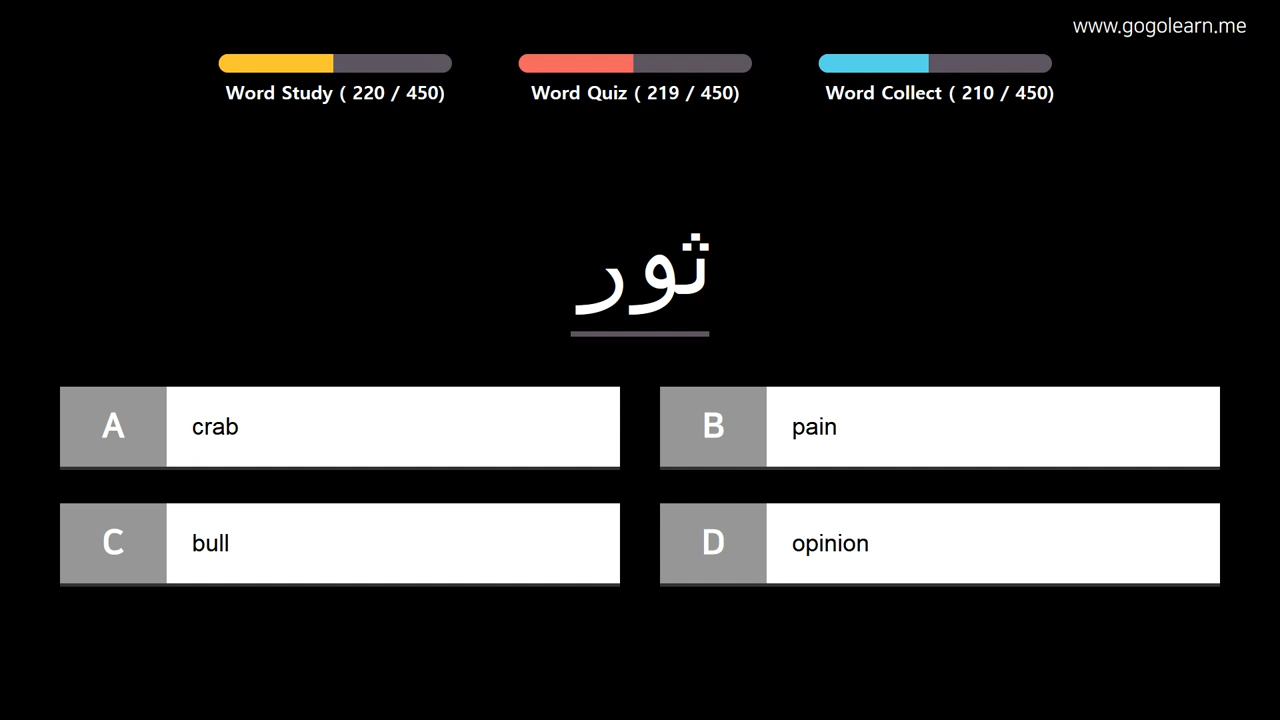 www.gogolearn.me
Word Study ( 220 / 450)
Word Quiz ( 219 / 450)
Word Collect ( 210 / 450)
ثور
A
crab
B
pain
C
bull
D
opinion